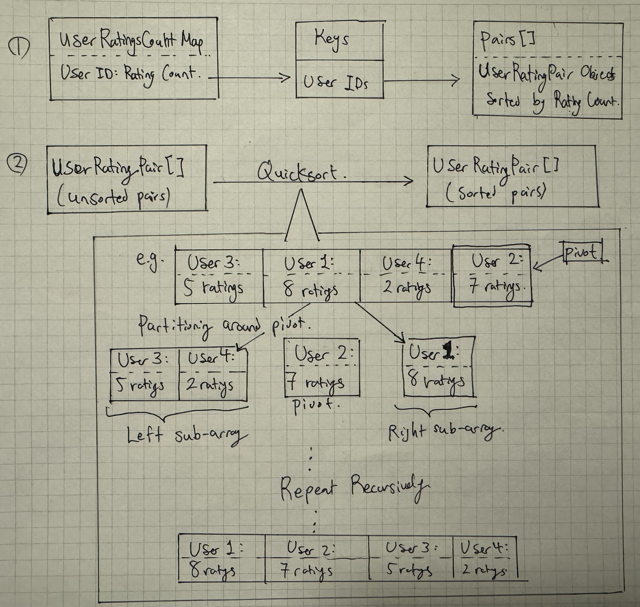 ①
User RatingsCount Map
User ID: Rating Count.
Keys
User IDs
Pairs[]
UserRatingPair Objects
Sorted by Rating Count.
②
UserRatingPair[]
(unsorted pairs)
Quicksort.
UserRatingPair[]
(sorted pairs)
e.g.
User 3:
5 ratings
User 1:
8 ratings
User 4:
2 ratings
User 2:
7 ratings.
pivot
Partitioning around pivot.
User 3:
5 ratings
User 4:
2 ratings
User 2:
7 ratings
pivot.
User 1:
8 ratings
Left sub-array
Right sub-array.
Repeat Recursively
User 1:
8 ratings
User 2:
7 ratings
User 3:
5 ratings
User 4:
2 ratings